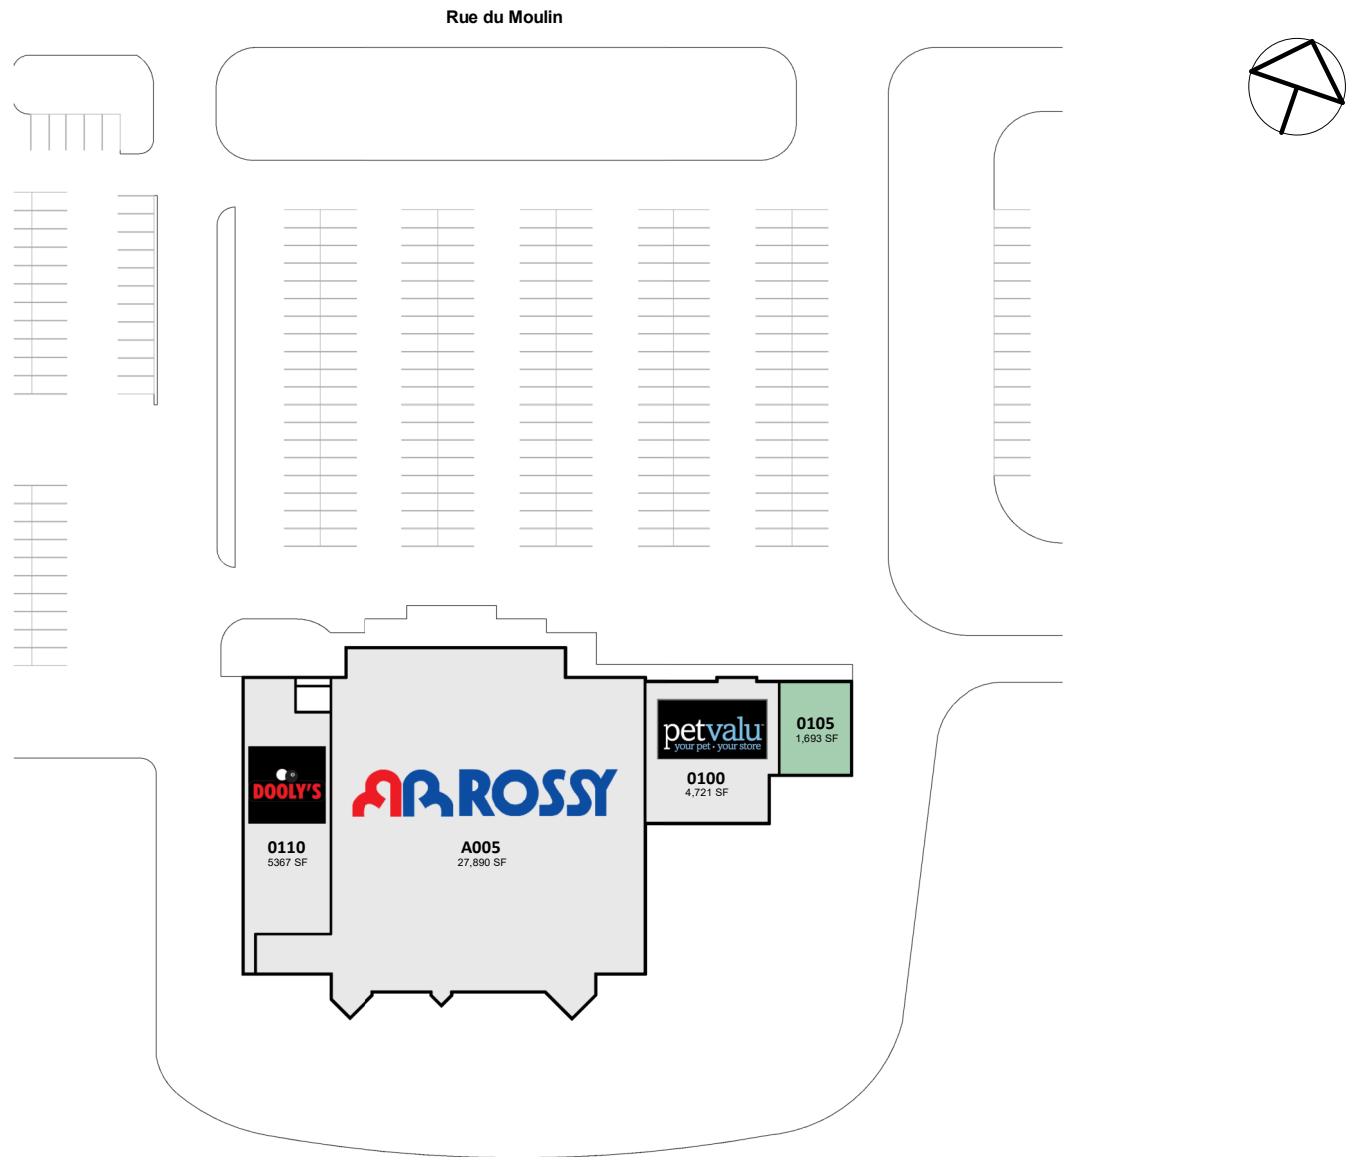 Rue du Moulin
petvalu
your pet · your store
0105
1,693 SF
0100
4,721 SF
DOOLY'S
ROSSY
0110
5367 SF
A005
27,890 SF